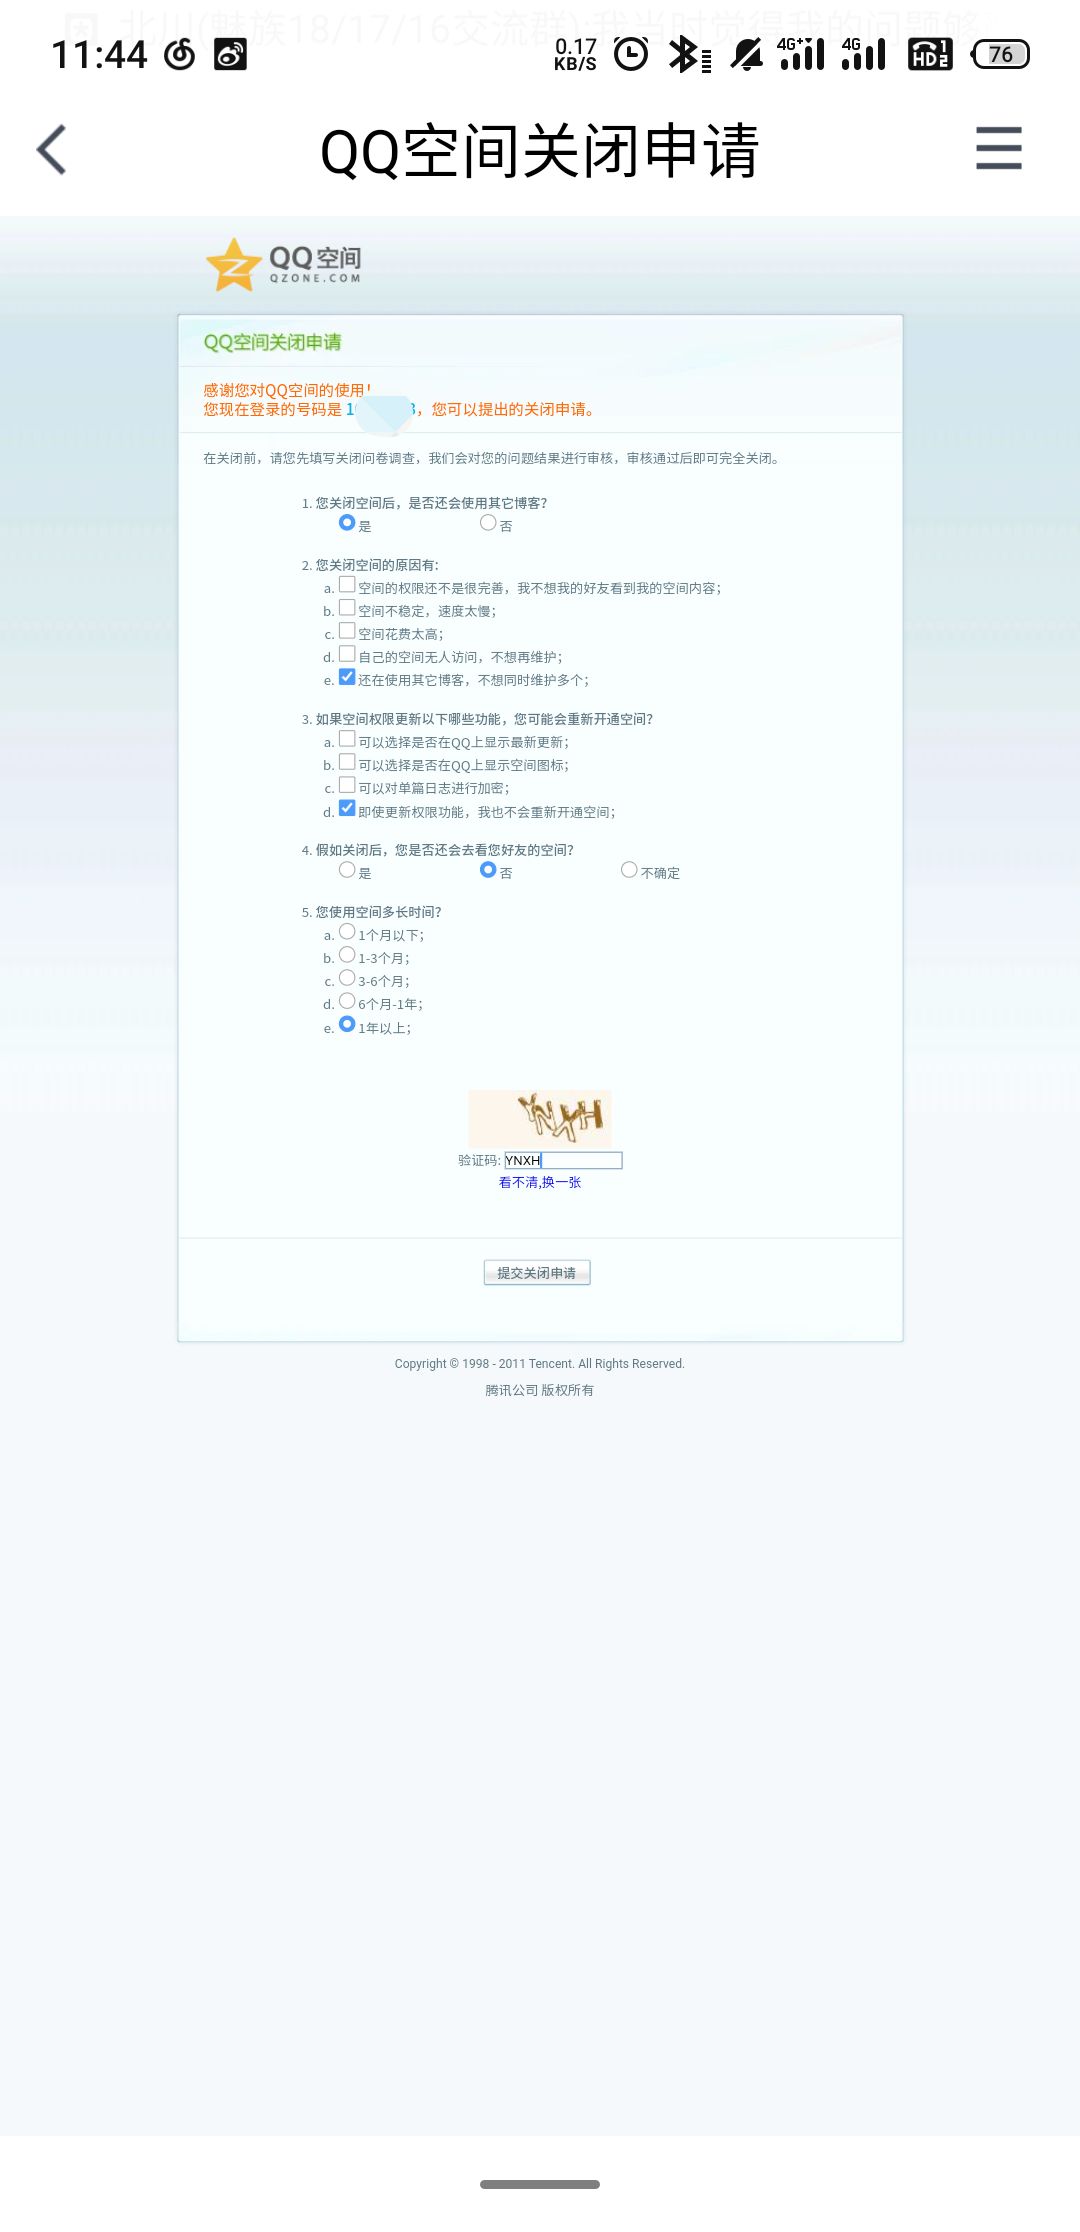 北川(魅族18/17/16交流群):我当时觉得我的问题够
11:44
0.17
KB/S
4G+
4G
HD 1 2
76
QQ空间关闭申请
QQ空间
QZONE.COM
QQ空间关闭申请
感谢您对QQ空间的使用!
您现在登录的号码是 1 3，您可以提出的关闭申请。
在关闭前，请您先填写关闭问卷调查，我们会对您的问题结果进行审核，审核通过后即可完全关闭。
1. 您关闭空间后，是否还会使用其它博客?
是 否
2. 您关闭空间的原因有:
a. 空间的权限还不是很完善，我不想我的好友看到我的空间内容；
b. 空间不稳定，速度太慢；
c. 空间花费太高；
d. 自己的空间无人访问，不想再维护；
e. 还在使用其它博客，不想同时维护多个；
3. 如果空间权限更新以下哪些功能，您可能会重新开通空间?
a. 可以选择是否在QQ上显示最新更新；
b. 可以选择是否在QQ上显示空间图标；
c. 可以对单篇日志进行加密；
d. 即使更新权限功能，我也不会重新开通空间；
4. 假如关闭后，您是否还会去看您好友的空间?
是 否 不确定
5. 您使用空间多长时间?
a. 1个月以下；
b. 1-3个月；
c. 3-6个月；
d. 6个月-1年；
e. 1年以上；
YNXH
验证码: YNXH
看不清,换一张
提交关闭申请
Copyright © 1998 - 2011 Tencent. All Rights Reserved.
腾讯公司 版权所有